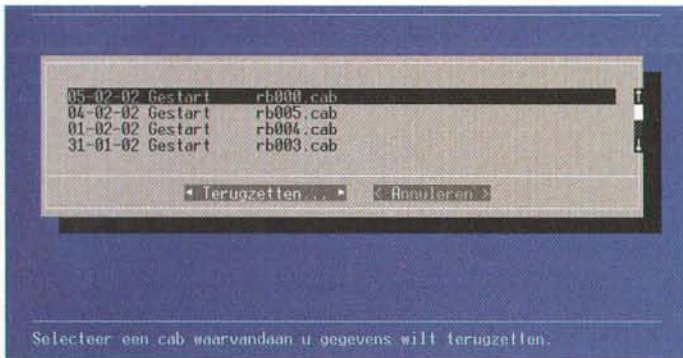 05-02-02 Gestart rb000.cab
04-02-02 Gestart rb005.cab
01-02-02 Gestart rb004.cab
31-01-02 Gestart rb003.cab
◄ Terugzetten... ► < Annuleren >
Selecteer een cab waarvandaan u gegevens wilt terugzetten.